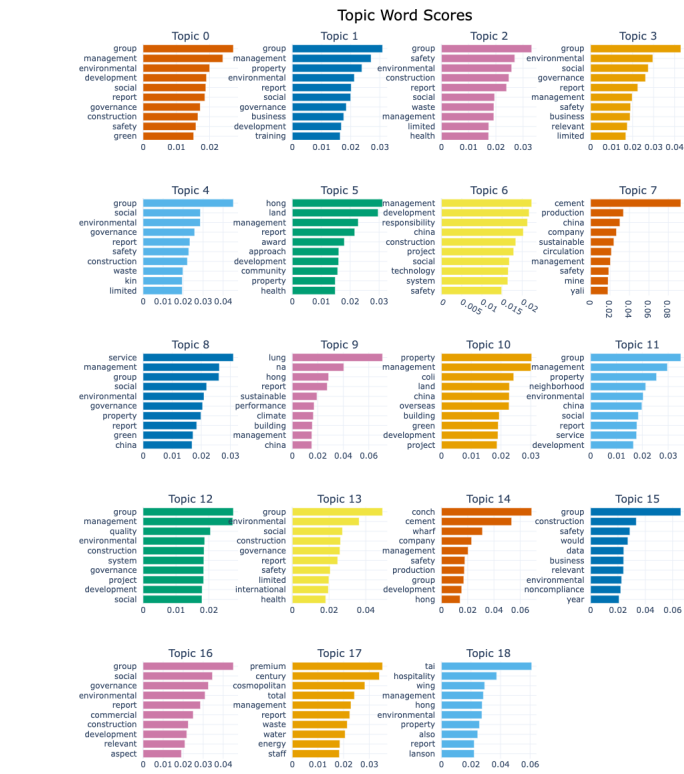 Topic Word Scores
Topic 0
group
management
environmental
development
social
report
governance
construction
safety
green
0 0.01 0.02
Topic 1
group
management
property
environmental
report
social
governance
business
development
training
0 0.01 0.02 0.03
Topic 2
group
safety
environmental
construction
report
social
waste
management
limited
health
0 0.01 0.02 0.03
Topic 3
group
environmental
social
governance
report
management
safety
business
relevant
limited
0 0.01 0.02 0.03 0.04
Topic 4
group
social
environmental
governance
report
safety
construction
waste
kin
limited
0 0.01 0.02 0.03 0.04
Topic 5
hong
land
management
report
award
approach
development
community
property
health
0 0.01 0.02 0.03
Topic 6
management
development
responsibility
china
construction
project
social
technology
system
safety
0 0.005 0.01 0.015 0.02
Topic 7
cement
production
china
company
sustainable
circulation
management
safety
mine
yali
0 0.02 0.04 0.06 0.08
Topic 8
service
management
group
social
environmental
governance
property
report
green
china
0 0.01 0.02 0.03
Topic 9
lung
na
hong
report
sustainable
performance
climate
building
management
china
0 0.02 0.04 0.06
Topic 10
property
management
coli
land
china
overseas
building
green
development
project
0 0.01 0.02 0.03
Topic 11
group
management
property
neighborhood
environmental
china
social
report
service
development
0 0.01 0.02 0.03
Topic 12
group
management
quality
environmental
construction
system
governance
project
development
social
0 0.01 0.02
Topic 13
group
environmental
social
construction
governance
report
safety
limited
international
health
0 0.02 0.04
Topic 14
conch
cement
wharf
company
management
safety
production
group
development
hong
0 0.02 0.04 0.06
Topic 15
group
construction
safety
would
data
business
relevant
environmental
noncompliance
year
0 0.02 0.04 0.06
Topic 16
group
social
governance
environmental
report
commercial
construction
development
relevant
aspect
0 0.01 0.02 0.03 0.04
Topic 17
premium
century
cosmopolitan
total
management
report
waste
water
energy
staff
0 0.01 0.02 0.03
Topic 18
tai
hospitality
wing
management
hong
environmental
property
also
report
lanson
0 0.02 0.04 0.06